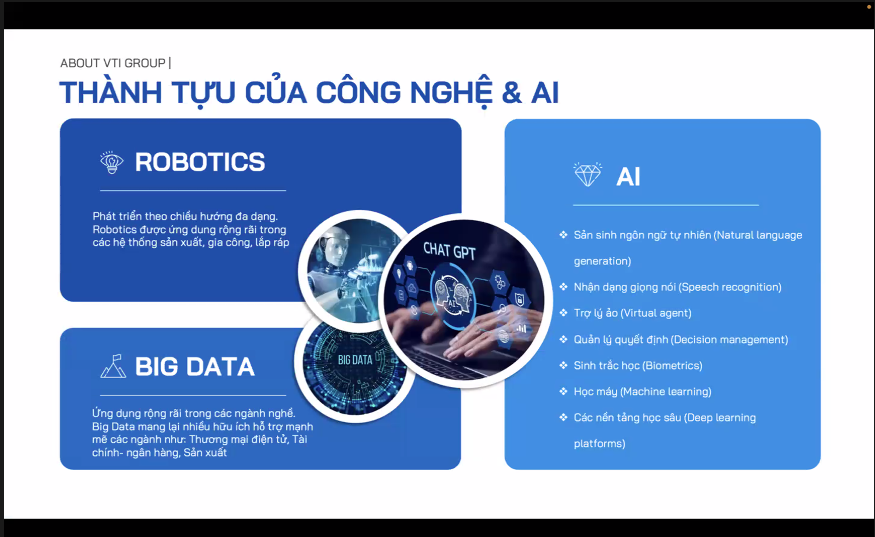 ABOUT VTI GROUP |
THÀNH TỰU CỦA CÔNG NGHỆ & AI
ROBOTICS
Phát triển theo chiều hướng đa dạng.
Robotics được ứng dụng rộng rãi trong
các hệ thống sản xuất, gia công, lắp ráp
BIG DATA
Ứng dụng rộng rãi trong các ngành nghề.
Big Data mang lại nhiều hữu ích hỗ trợ mạnh
mẽ các ngành như: Thương mại điện tử, Tài
chính- ngân hàng, Sản xuất
CHAT GPT
AI
BIG DATA
AI
❖ Sản sinh ngôn ngữ tự nhiên (Natural language
generation)
❖ Nhận dạng giọng nói (Speech recognition)
❖ Trợ lý ảo (Virtual agent)
❖ Quản lý quyết định (Decision management)
❖ Sinh trắc học (Biometrics)
❖ Học máy (Machine learning)
❖ Các nền tảng học sâu (Deep learning
platforms)